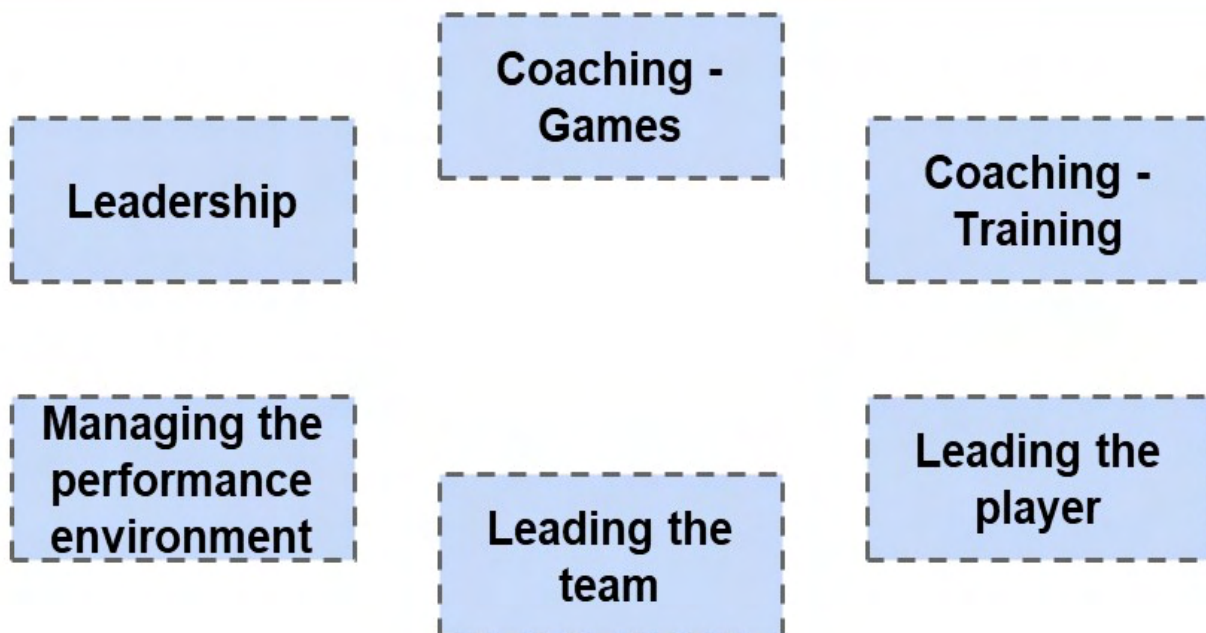 Coaching -
Games
Leadership
Coaching -
Training
Managing the
performance
environment
Leading the
team
Leading the
player